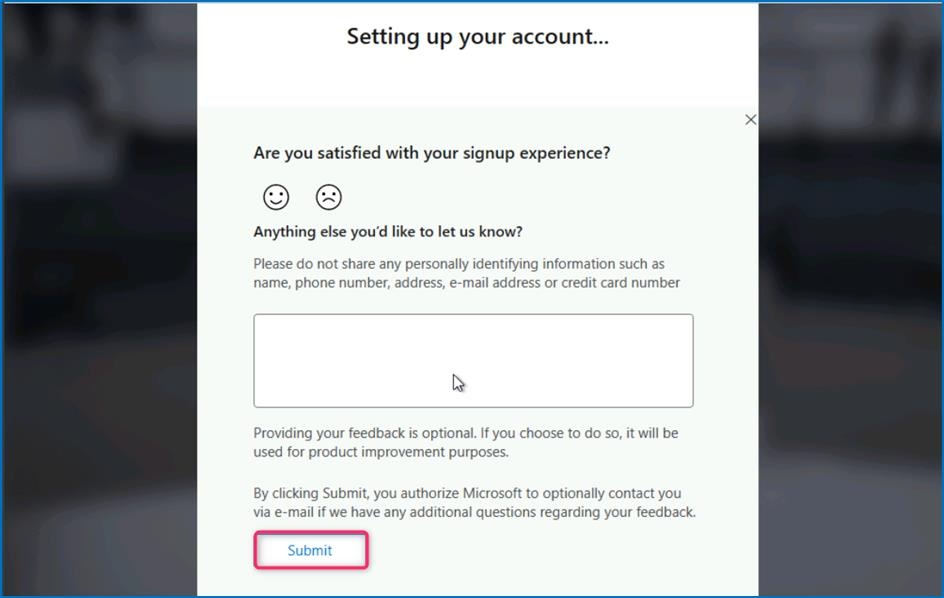 Setting up your account...
Are you satisfied with your signup experience?
Anything else you'd like to let us know?
Please do not share any personally identifying information such as
name, phone number, address, e-mail address or credit card number
Providing your feedback is optional. If you choose to do so, it will be
used for product improvement purposes.
By clicking Submit, you authorize Microsoft to optionally contact you
via e-mail if we have any additional questions regarding your feedback.
Submit